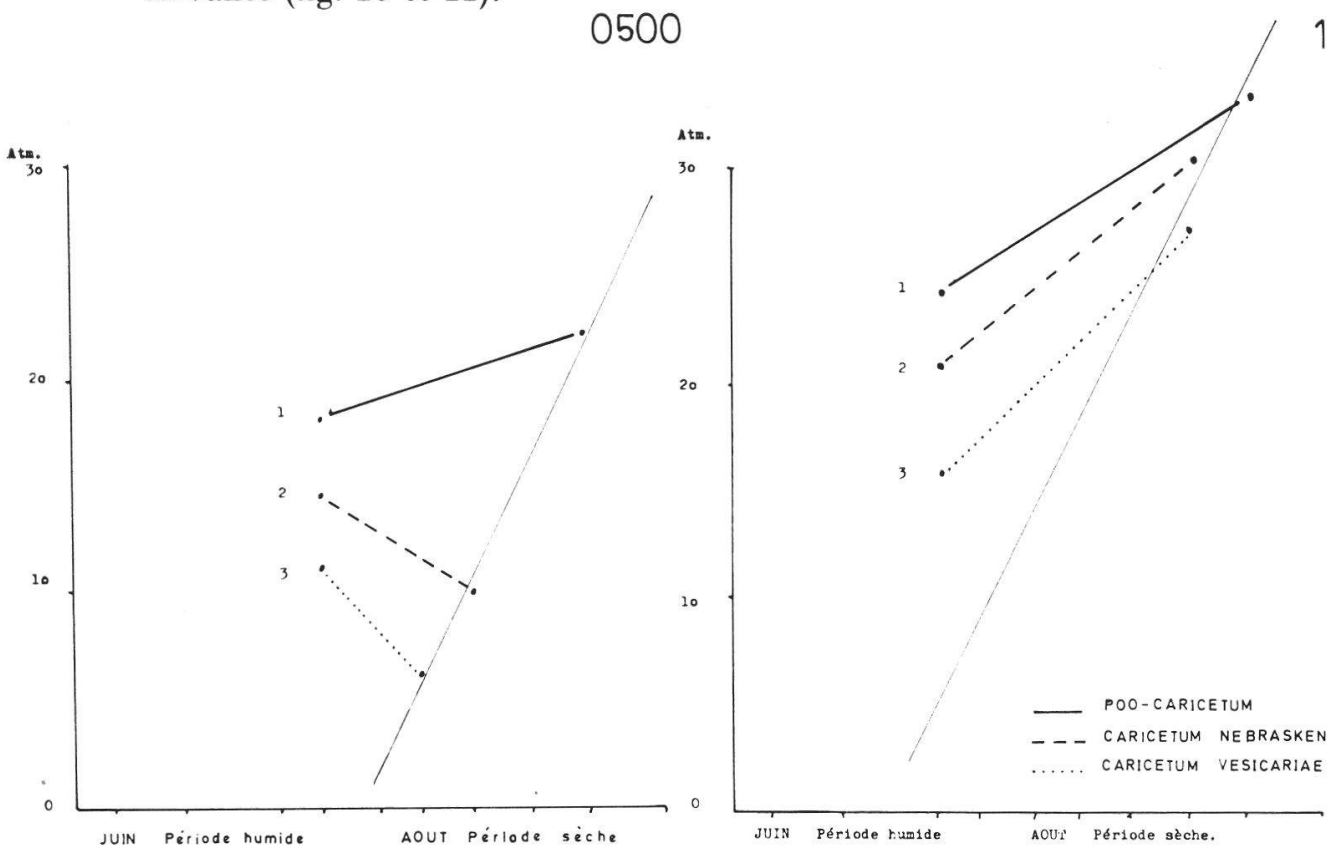 0500
1
Atm.
30
20
10
0
1
2
3
JUIN Période humide AOUT Pérlode sèche
Atm.
30
20
10
0
1
2
3
POO-CARICETUM
CARICETUM NEBRASKEN
CARICETUM VESICARIAE
JUIN Période humide AOUT Période sèche.